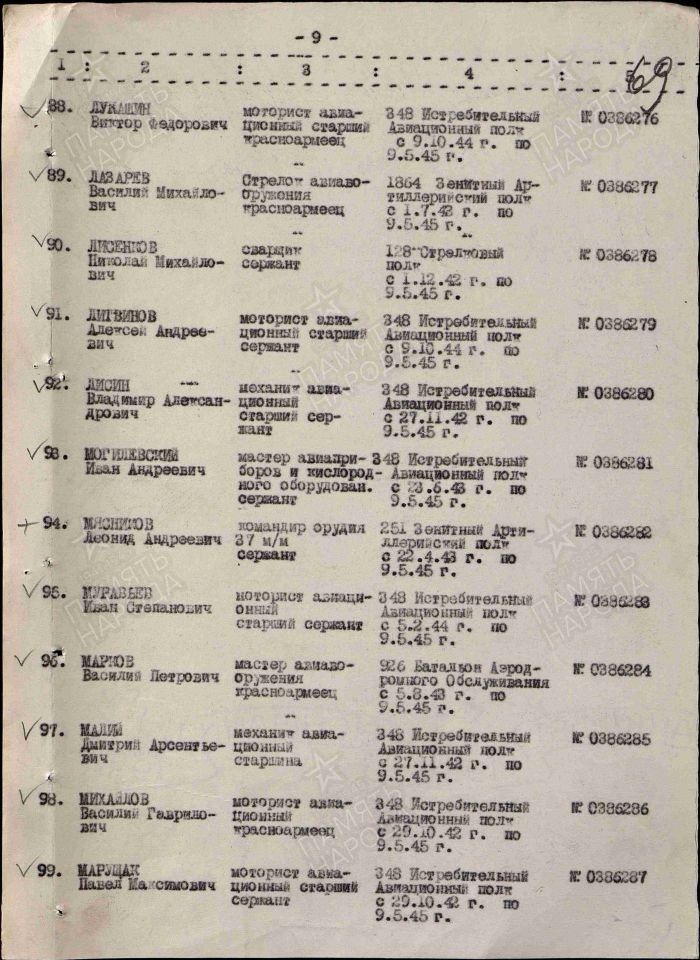 - 9 -
1 : 2 : 3 : 4 : 5
69
88. ЛУКАШИН моторист авиа- 348 Истребительный № 0386276
Виктор Федорович ционный старший Авиационный полк
красноармеец с 9.10.44 г. по
9.5.45 г.
89. ЛАЗАРЕВ Стрелок авиаво- 1864 Зенитный Ар- № 0386277
Василий Михайло- оружения тиллерийский полк
вич красноармеец с 1.7.43 г. по
9.5.45 г.
90. ЛИСЕНКОВ сварщик 128 Стрелковый № 0386278
Николай Михайло- сержант полк
вич с 1.12.42 г. по
9.5.45 г.
91. ЛИТВИНОВ моторист авиа- 348 Истребительный № 0386279
Алексей Андрее- ционный старший Авиационный полк
вич сержант с 9.10.44 г. по
9.5.45 г.
92. ЛИСИН механик авиа- 348 Истребительный № 0386280
Владимир Алексан- ционный Авиационный полк
дрович старший сер- с 27.11.42 г. по
жант 9.5.45 г.
93. МОГИЛЕВСКИЙ мастер авиапри- 348 Истребительный № 0386281
Иван Андреевич боров и кислород- Авиационный полк
ного оборудован. с 23.6.43 г. по
сержант 9.5.45 г.
94. МЯСНИКОВ командир орудия 251 Зенитный Арти- № 0386282
Леонид Андреевич 37 м/м ллерийский полк
сержант с 22.4.43 г. по
9.5.45 г.
95. МУРАВЬЕВ моторист авиаци- 348 Истребительный № 0386283
Иван Степанович онный Авиационный полк
старший сержант с 5.2.44 г. по
9.5.45 г.
96. МАРКОВ мастер авиаво- 926 Батальон Аэрод- № 0386284
Василий Петрович оружения ромного Обслуживания
красноармеец с 5.8.43 г. по
9.5.45 г.
97. МАЛИЙ механик авиа- 348 Истребительный № 0386285
Дмитрий Арсентье- ционный Авиационный полк
вич старшина с 27.11.42 г. по
9.5.45 г.
98. МИХАЙЛОВ моторист авиа- 348 Истребительный № 0386286
Василий Гаврило- ционный Авиационный полк
вич красноармеец с 29.10.42 г. по
9.5.45 г.
99. МАРУЩАК моторист авиа- 348 Истребительный № 0386287
Павел Максимович ционный старший Авиационный полк
сержант с 29.10.42 г. по
9.5.45 г.
ПАМЯТЬ
НАРОДА